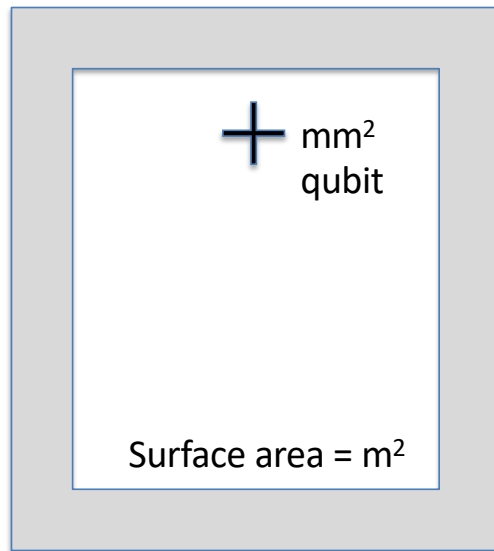 mm²
qubit
Surface area = m²